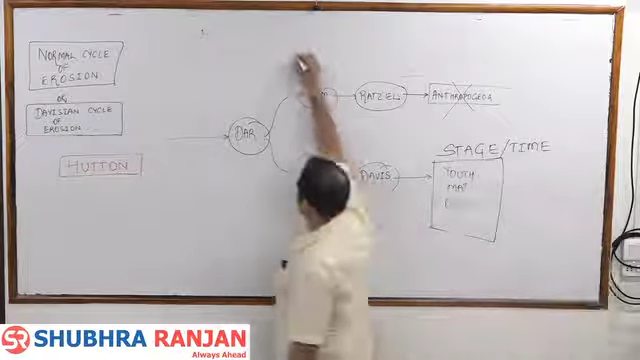 NORMAL CYCLE
OF
EROSION
OR
DAVISIAN CYCLE
OF
EROSION
HUTTON
DAR
RATZEL
ANTHROPOGEOG
DAVIS
STAGE/TIME
YOUTH
MAT
SR SHUBHRA RANJAN
Always Ahead